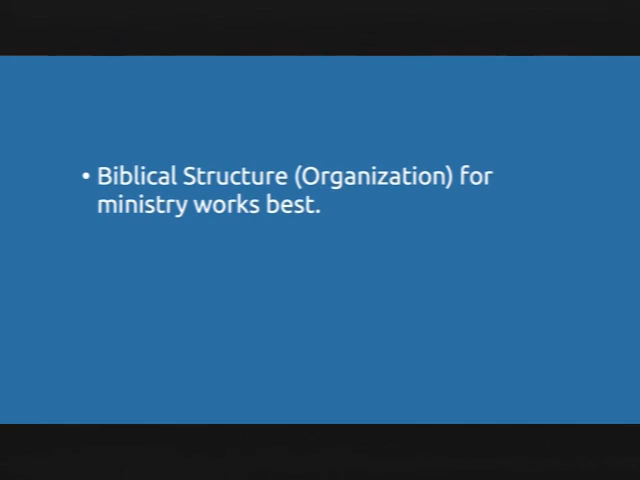 • Biblical Structure (Organization) for
ministry works best.